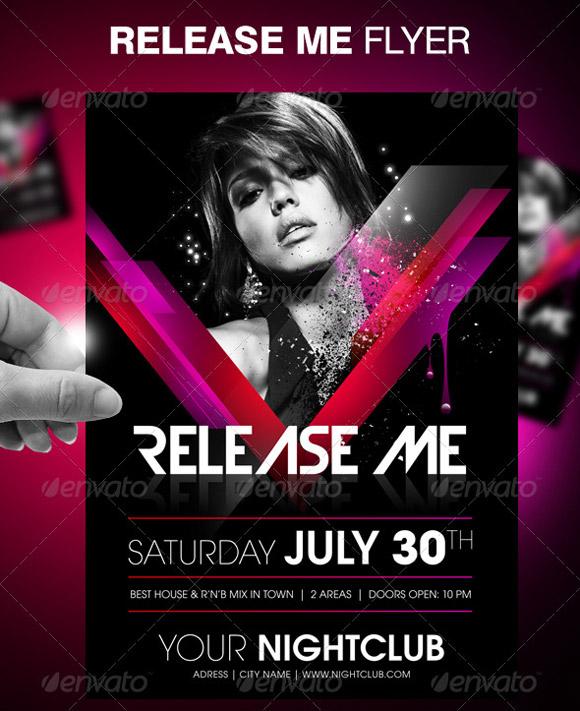 RELEASE ME FLYER
RELEASE ME
SATURDAY JULY 30TH
BEST HOUSE & R'N'B MIX IN TOWN | 2 AREAS | DOORS OPEN: 10 PM
YOUR NIGHTCLUB
ADRESS | CITY NAME | WWW.NIGHTCLUB.COM
envato